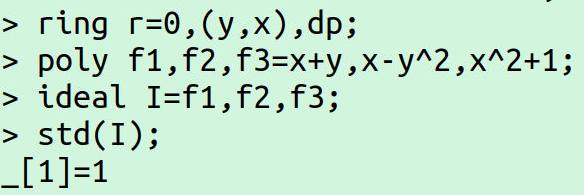 > ring r=0,(y,x),dp;
> poly f1,f2,f3=x+y,x-y^2,x^2+1;
> ideal I=f1,f2,f3;
> std(I);
_[1]=1